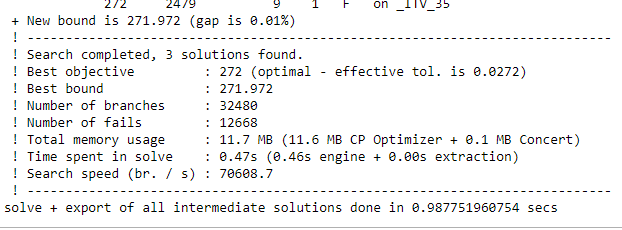 272 2479 9 1 F on _ITV_35
+ New bound is 271.972 (gap is 0.01%)
! ----------------------------------------------------------------------------
! Search completed, 3 solutions found.
! Best objective : 272 (optimal - effective tol. is 0.0272)
! Best bound : 271.972
! Number of branches : 32480
! Number of fails : 12668
! Total memory usage : 11.7 MB (11.6 MB CP Optimizer + 0.1 MB Concert)
! Time spent in solve : 0.47s (0.46s engine + 0.00s extraction)
! Search speed (br. / s) : 70608.7
! ----------------------------------------------------------------------------
solve + export of all intermediate solutions done in 0.987751960754 secs